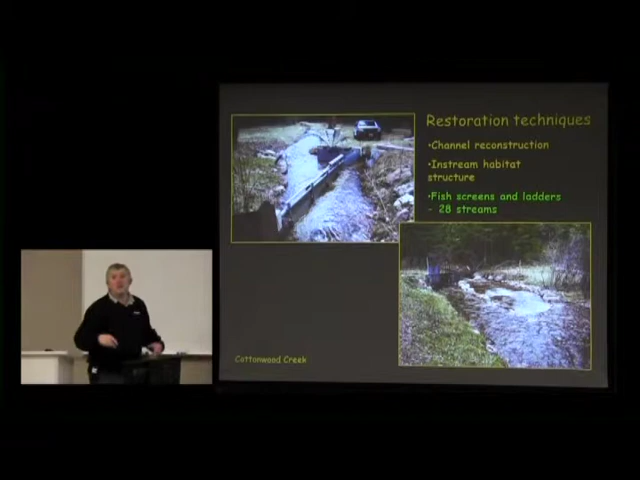 Restoration techniques
•Channel reconstruction
•Instream habitat
structure
•Fish screens and ladders
- 28 streams
Cottonwood Creek